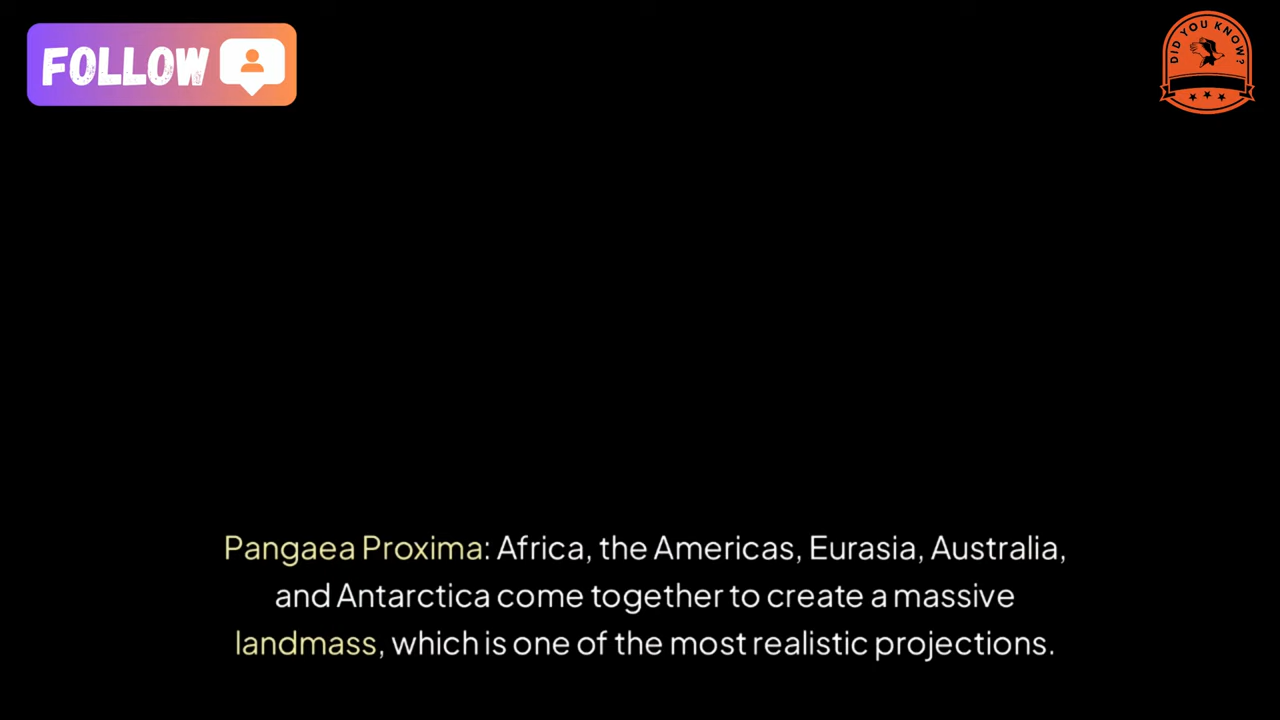 FOLLOW
DID YOU KNOW?
Pangaea Proxima: Africa, the Americas, Eurasia, Australia,
and Antarctica come together to create a massive
landmass, which is one of the most realistic projections.